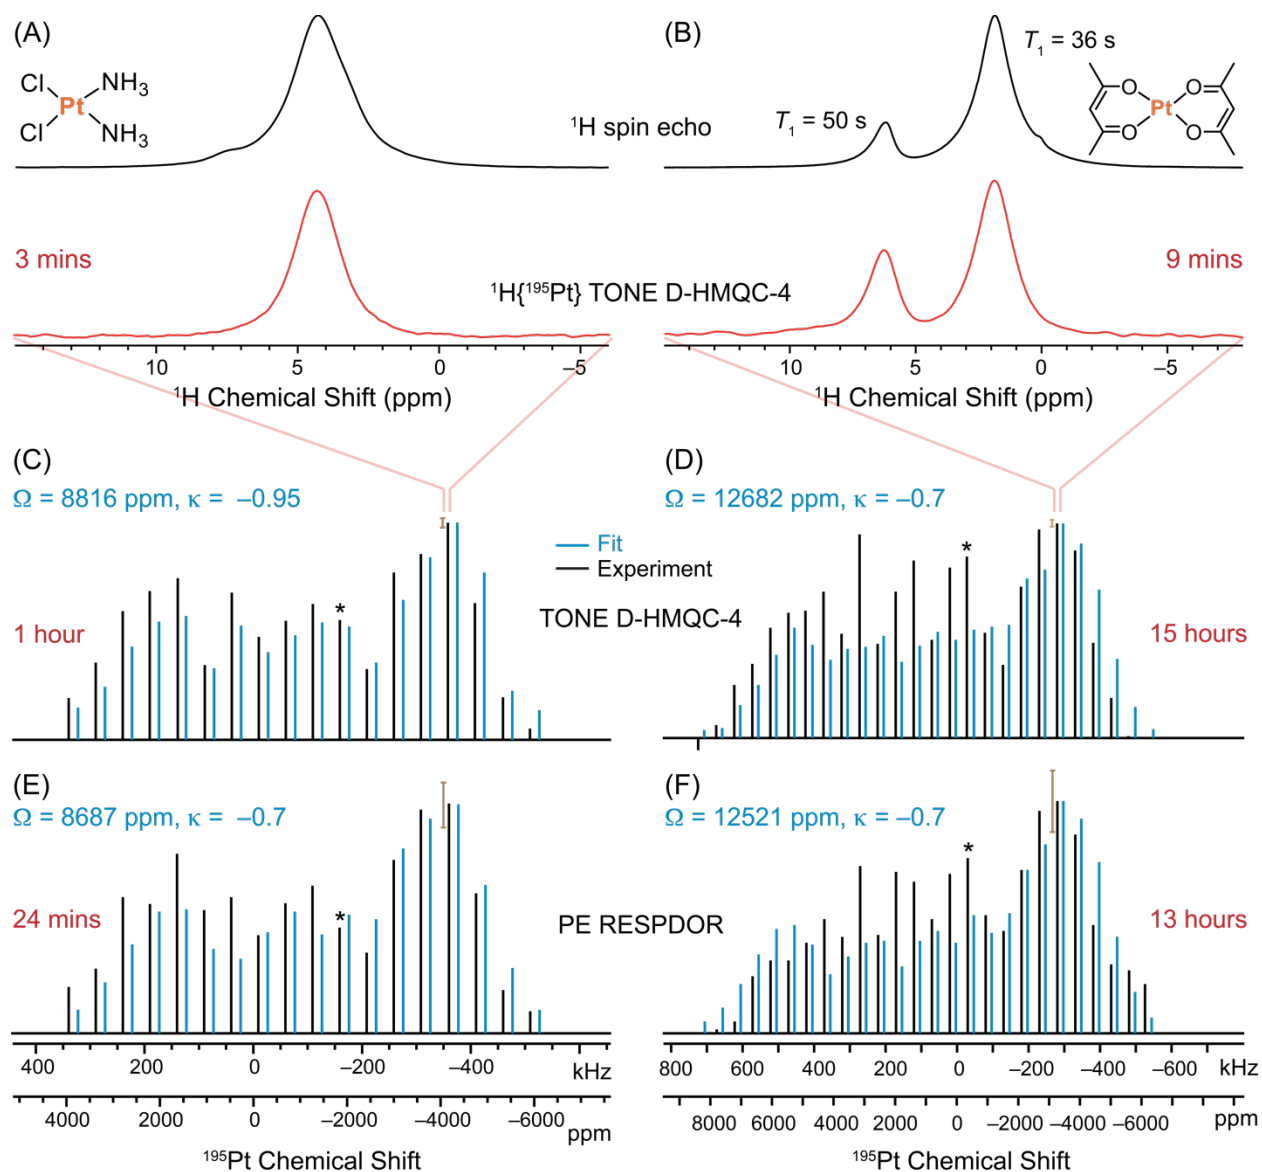 (A)
Cl
NH3
Pt
Cl
NH3
(B)
T1 = 36 s
T1 = 50 s
O
O
Pt
O
O
1H spin echo
3 mins
9 mins
1H{195Pt} TONE D-HMQC-4
10 5 0 –5
1H Chemical Shift (ppm)
10 5 0 –5
1H Chemical Shift (ppm)
(C)
Ω = 8816 ppm, κ = –0.95
(D)
Ω = 12682 ppm, κ = –0.7
Fit
Experiment
*
*
TONE D-HMQC-4
1 hour
15 hours
(E)
Ω = 8687 ppm, κ = –0.7
(F)
Ω = 12521 ppm, κ = –0.7
*
*
24 mins
PE RESPDOR
13 hours
400 200 0 –200 –400 kHz
4000 2000 0 –2000 –4000 –6000 ppm
195Pt Chemical Shift
800 600 400 200 0 –200 –400 –600 kHz
8000 6000 4000 2000 0 –2000 –4000 –6000 ppm
195Pt Chemical Shift